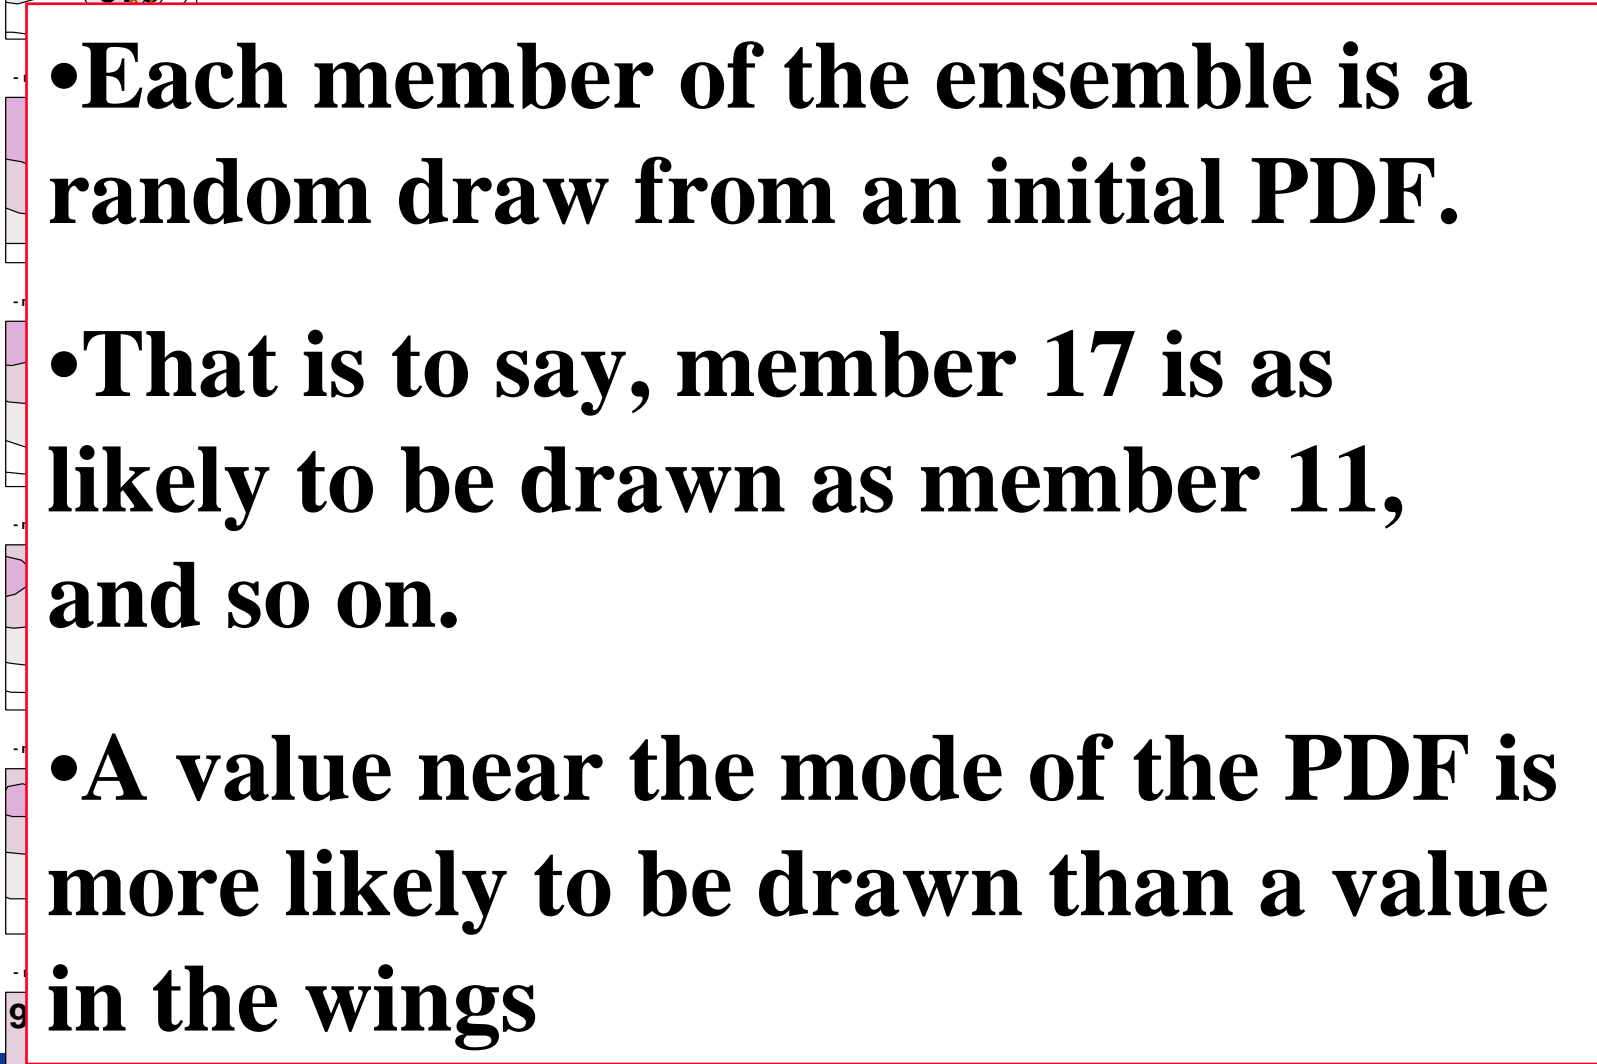 •Each member of the ensemble is a
random draw from an initial PDF.
•That is to say, member 17 is as
likely to be drawn as member 11,
and so on.
•A value near the mode of the PDF is
more likely to be drawn than a value
in the wings
9